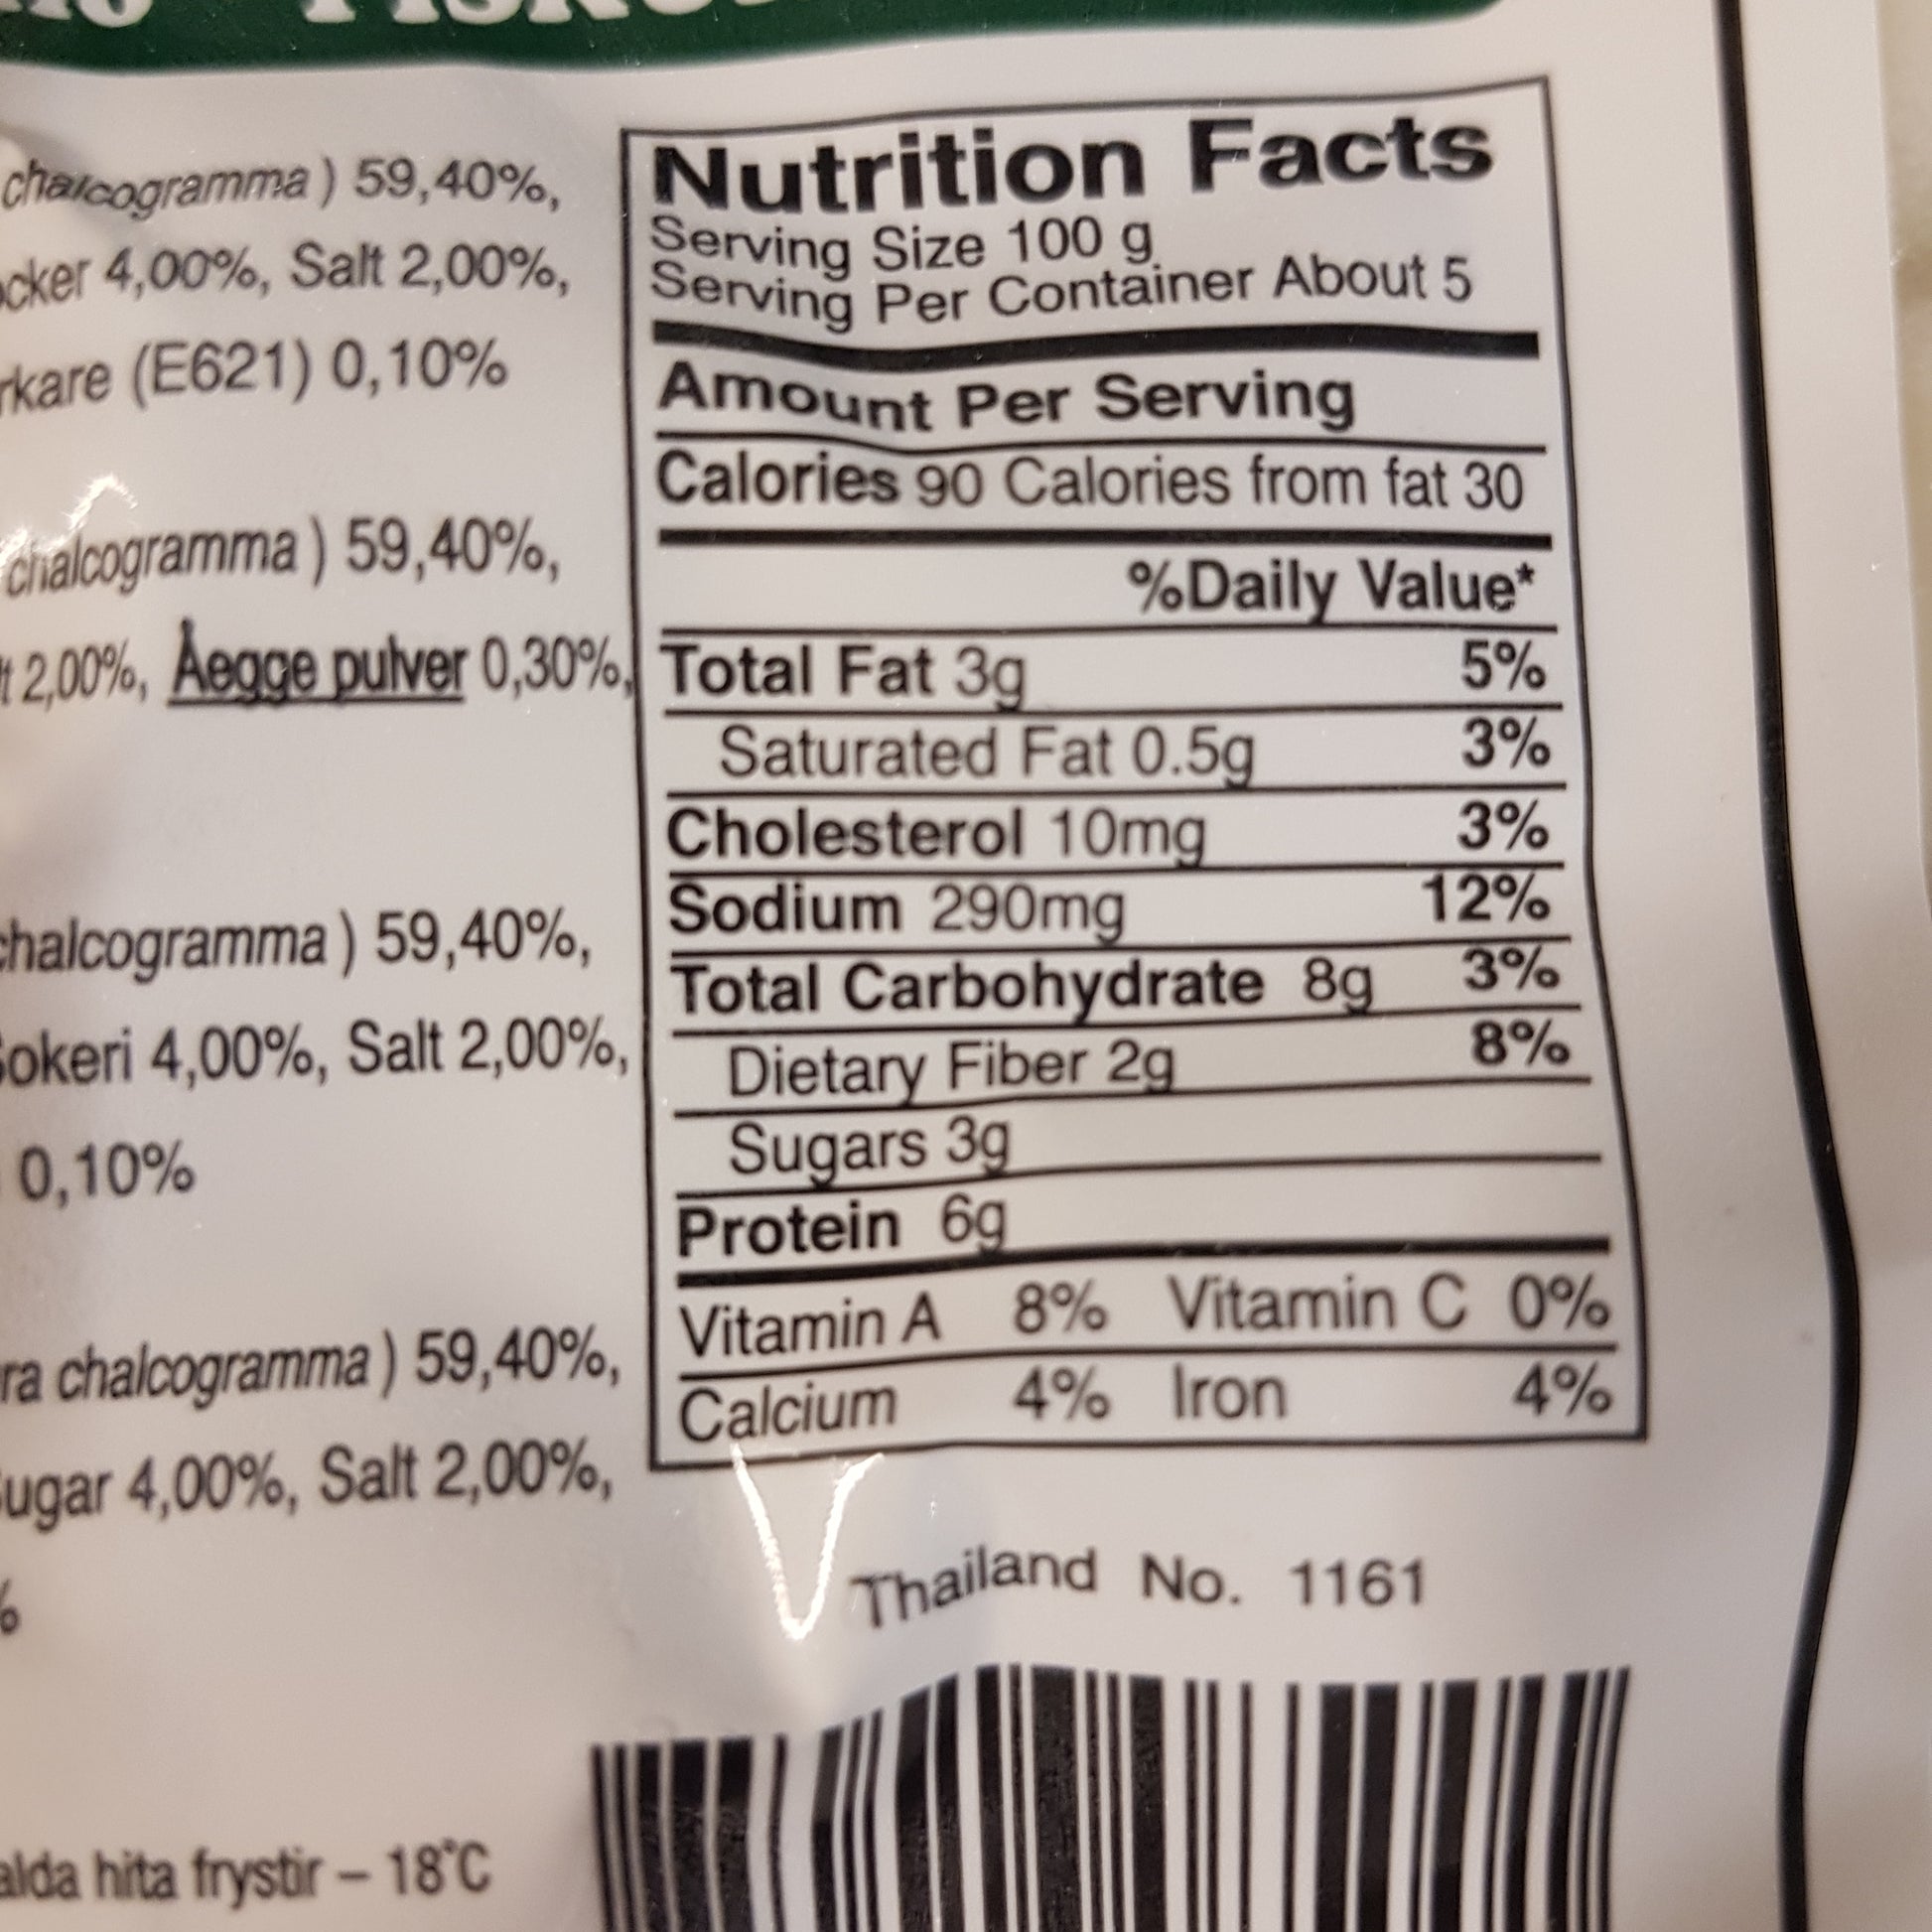 chalcogramma ) 59,40%,
cker 4,00%, Salt 2,00%,
rkare (E621) 0,10%
chalcogramma ) 59,40%,
t 2,00%, Åegge pulver 0,30%,
chalcogramma ) 59,40%,
okeri 4,00%, Salt 2,00%,
0,10%
ra chalcogramma ) 59,40%,
ugar 4,00%, Salt 2,00%,
%
alda hita frystir – 18°C
Nutrition Facts
Serving Size 100 g
Serving Per Container About 5
Amount Per Serving
Calories 90 Calories from fat 30
%Daily Value*
Total Fat 3g 5%
Saturated Fat 0.5g 3%
Cholesterol 10mg 3%
Sodium 290mg 12%
Total Carbohydrate 8g 3%
Dietary Fiber 2g 8%
Sugars 3g
Protein 6g
Vitamin A 8% Vitamin C 0%
Calcium 4% Iron 4%
Thailand No. 1161